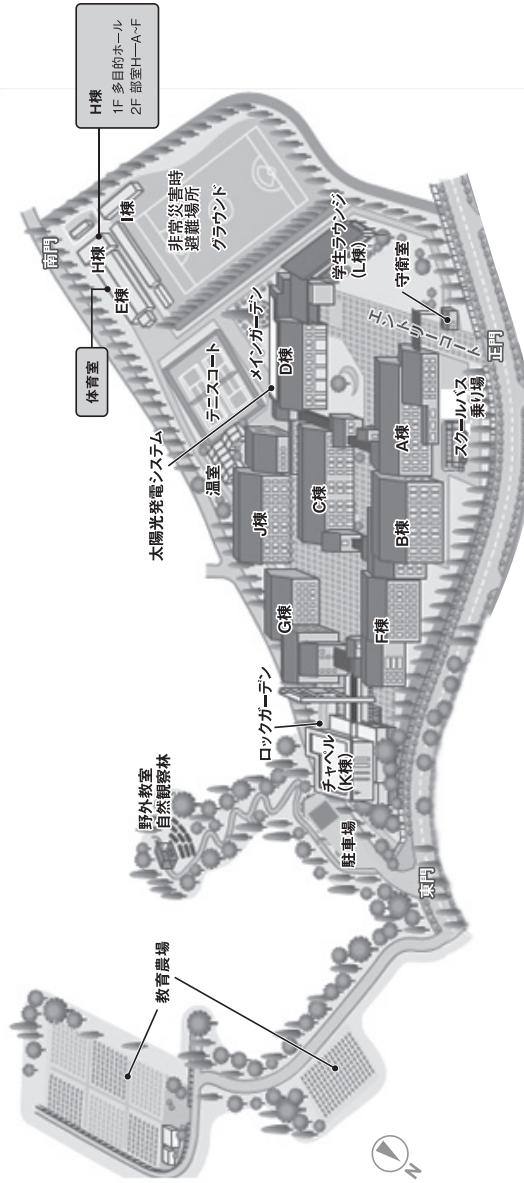 H棟
1F 多目的ホール
2F 部室H—A~F
体育室
南門
H棟
I棟
E棟
非常災害時
避難場所
グラウンド
テニスコート
メインガーデン
太陽光発電システム
温室
学生ラウンジ
(L棟)
守衛室
エントリーコート
正門
スクールバス
乗り場
D棟
A棟
C棟
J棟
B棟
G棟
F棟
ロックガーデン
チャペル
(K棟)
野外教室
自然観察林
駐車場
東門
教育農場
N